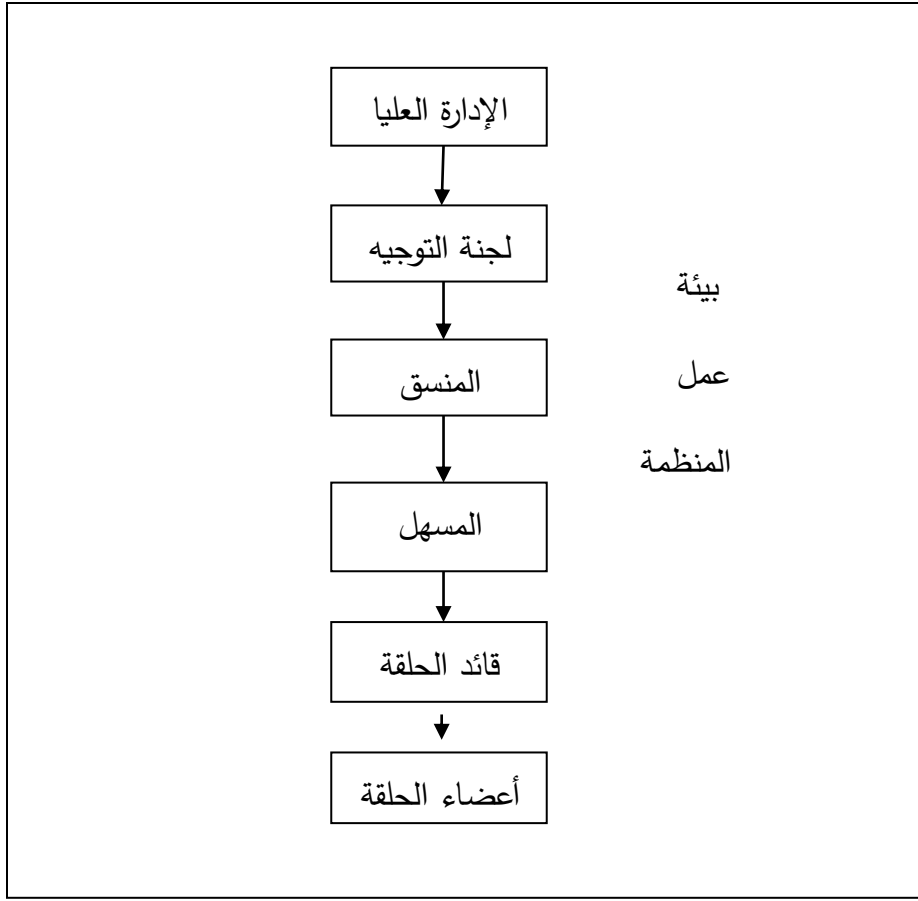 الإدارة العليا
لجنة التوجيه
بيئة
المنسق
عمل
المنظمة
المسهل
قائد الحلقة
أعضاء الحلقة